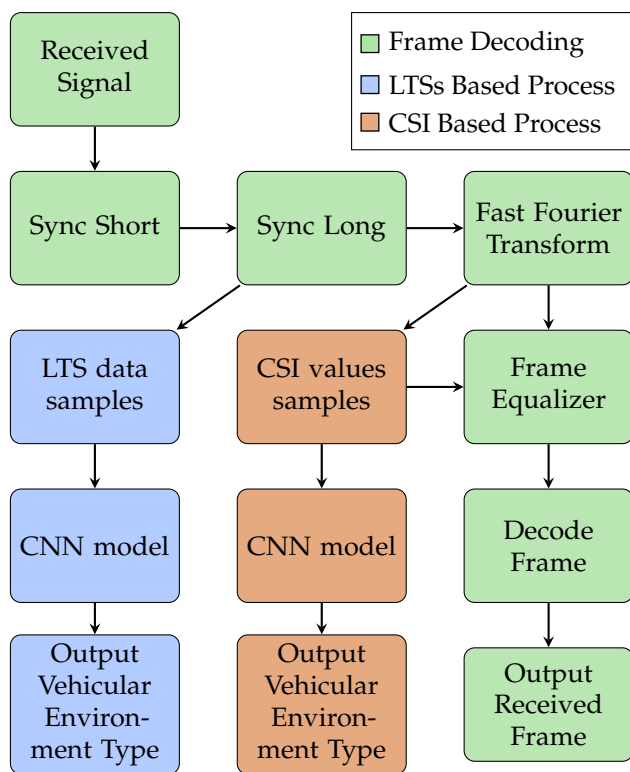 Received
Signal
Frame Decoding
LTSs Based Process
CSI Based Process
Sync Short
Sync Long
Fast Fourier
Transform
LTS data
samples
CSI values
samples
Frame
Equalizer
CNN model
CNN model
Decode
Frame
Output
Vehicular
Environ-
ment Type
Output
Vehicular
Environ-
ment Type
Output
Received
Frame